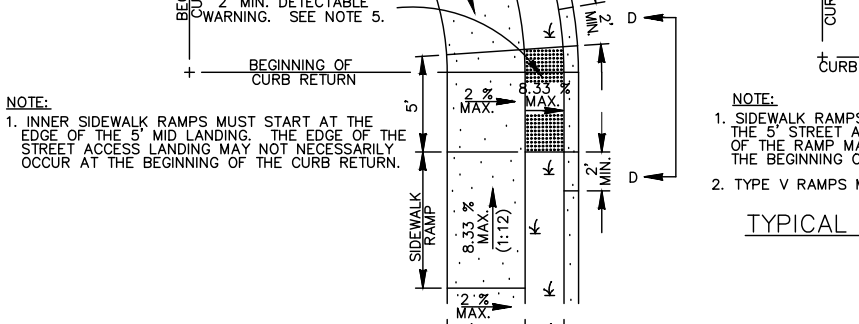 2' MIN. DETECTABLE
WARNING. SEE NOTE 5.
BEGINNING OF
CURB RETURN
NOTE:
1. INNER SIDEWALK RAMPS MUST START AT THE
EDGE OF THE 5' MID LANDING. THE EDGE OF THE
STREET ACCESS LANDING MAY NOT NECESSARILY
OCCUR AT THE BEGINNING OF THE CURB RETURN.
5'
2 %
MAX.
8.33 %
MAX.
2'
MIN.
D
2'
MIN.
D
SIDEWALK
RAMP
8.33 %
MAX.
(1:12)
2 %
MAX.
CURB
NOTE:
1. SIDEWALK RAMPS
THE 5' STREET
OF THE RAMP
THE BEGINNING
2. TYPE V RAMPS
TYPICAL